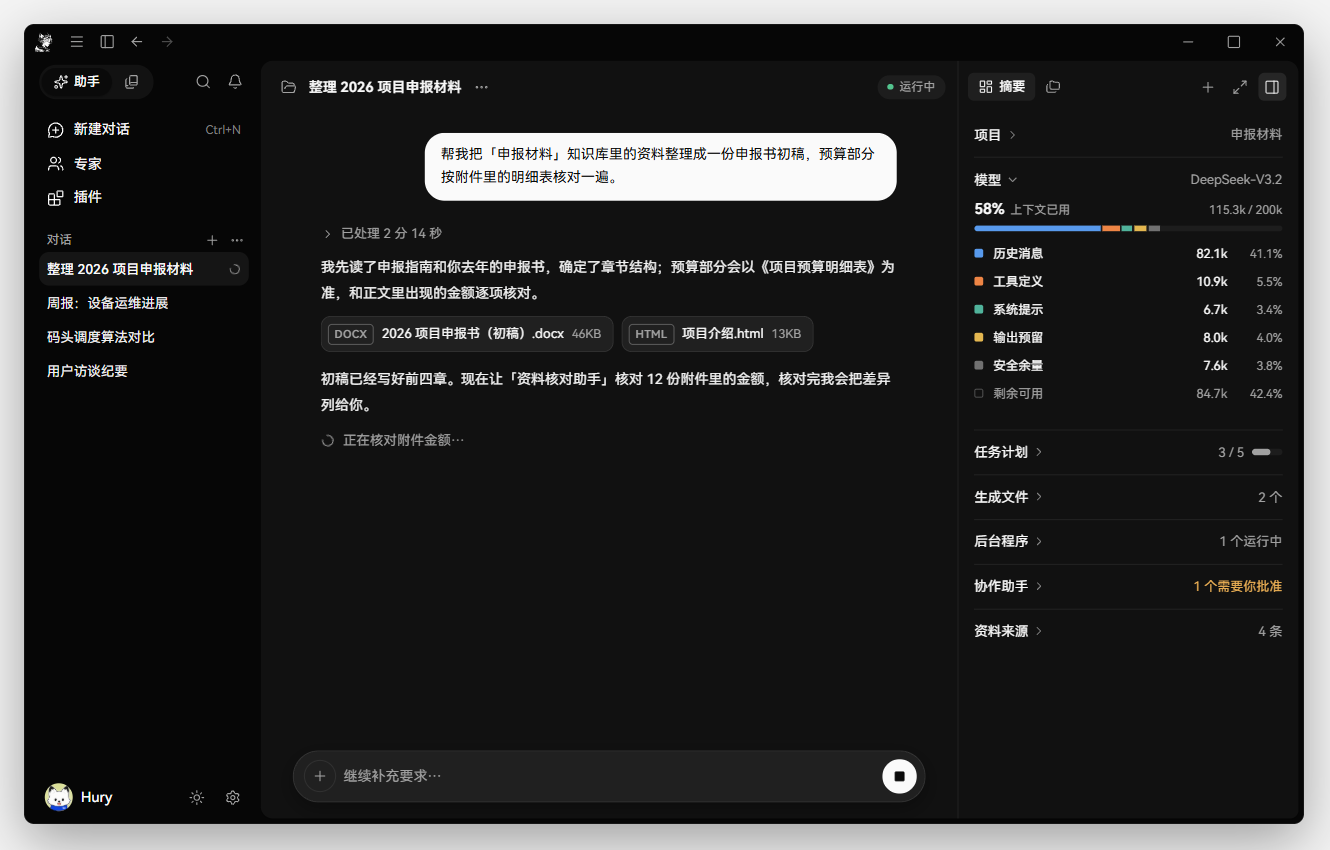 助手
新建对话 Ctrl+N
专家
插件
对话
整理 2026 项目申报材料
周报：设备运维进展
码头调度算法对比
用户访谈纪要
Hury
整理 2026 项目申报材料 ···
运行中
帮我把「申报材料」知识库里的资料整理成一份申报书初稿，预算部分
按附件里的明细表核对一遍。
已处理 2 分 14 秒
我先读了申报指南和你去年的申报书，确定了章节结构；预算部分会以《项目预算明细表》为
准，和正文里出现的金额逐项核对。
DOCX 2026 项目申报书（初稿）.docx 46KB
HTML 项目介绍.html 13KB
初稿已经写好前四章。现在让「资料核对助手」核对 12 份附件里的金额，核对完我会把差异
列给你。
正在核对附件金额···
继续补充要求···
摘要
项目 申报材料
模型 DeepSeek-V3.2
58% 上下文已用 115.3k / 200k
历史消息 82.1k 41.1%
工具定义 10.9k 5.5%
系统提示 6.7k 3.4%
输出预留 8.0k 4.0%
安全余量 7.6k 3.8%
剩余可用 84.7k 42.4%
任务计划 3 / 5
生成文件 2 个
后台程序 1 个运行中
协作助手 1 个需要你批准
资料来源 4 条